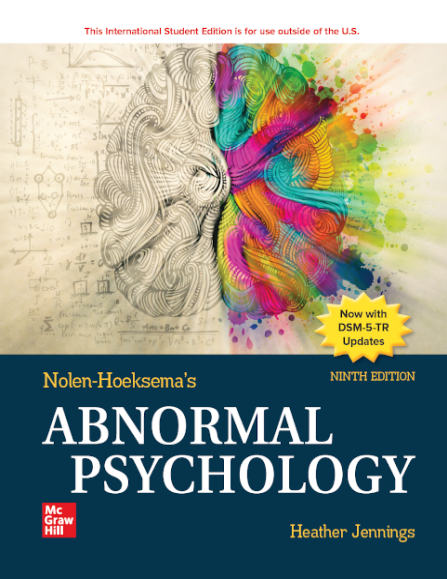 This International Student Edition is for use outside of the U.S.
Now with
DSM-5-TR
Updates
Nolen-Hoeksema's
NINTH EDITION
ABNORMAL
PSYCHOLOGY
Mc
Graw
Hill
Heather Jennings